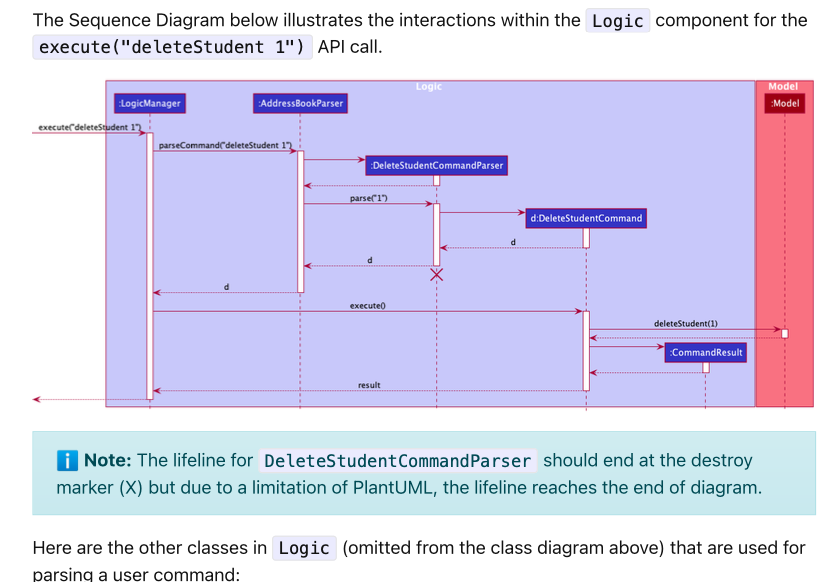 The Sequence Diagram below illustrates the interactions within the Logic component for the
execute("deleteStudent 1") API call.
Logic
Model
:LogicManager
:AddressBookParser
:Model
execute("deleteStudent 1")
parseCommand("deleteStudent 1")
:DeleteStudentCommandParser
parse("1")
d:DeleteStudentCommand
d
d
d
execute()
deleteStudent(1)
:CommandResult
result
i Note: The lifeline for DeleteStudentCommandParser should end at the destroy
marker (X) but due to a limitation of PlantUML, the lifeline reaches the end of diagram.
Here are the other classes in Logic (omitted from the class diagram above) that are used for
parsing a user command: